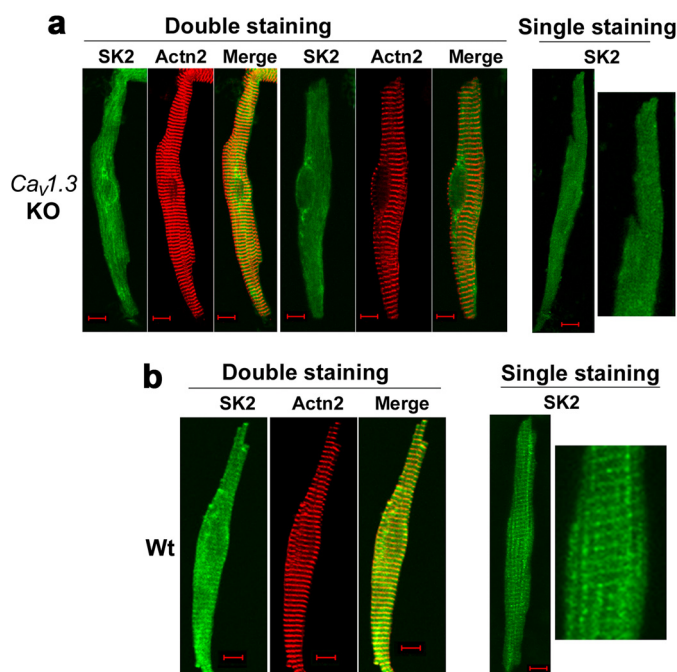 a
Double staining
Single staining
SK2 Actn2 Merge SK2 Actn2 Merge
SK2
Cav1.3
KO
b
Double staining
Single staining
SK2 Actn2 Merge
SK2
Wt